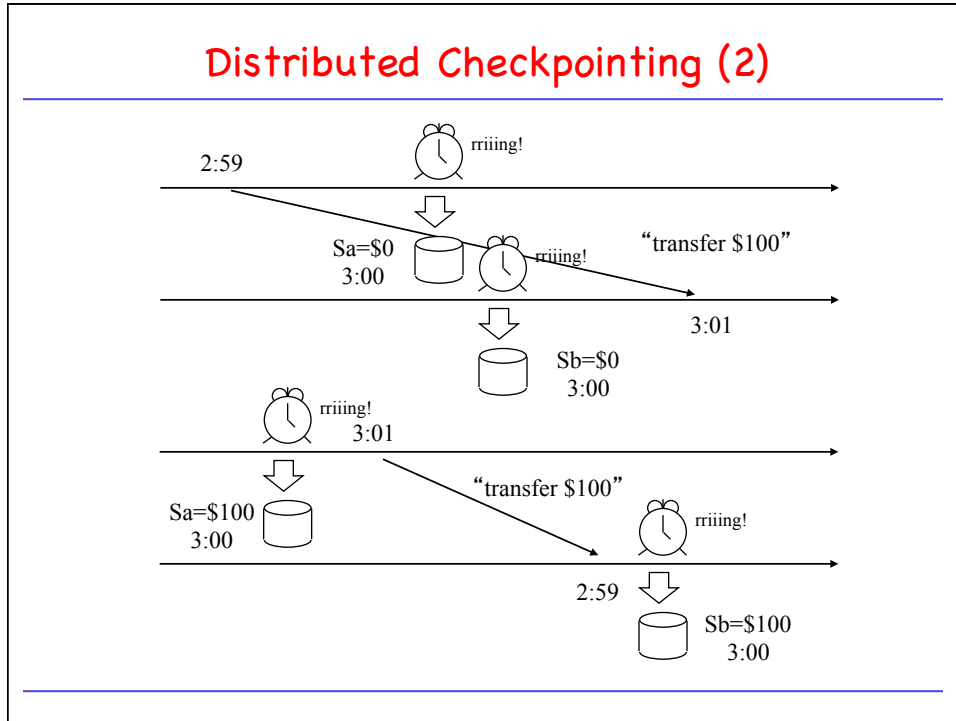 Distributed Checkpointing (2)
rriiing!
2:59
Sa=$0
3:00
rriiing!
“transfer $100”
3:01
Sb=$0
3:00
rriiing!
3:01
“transfer $100”
Sa=$100
3:00
rriiing!
2:59
Sb=$100
3:00